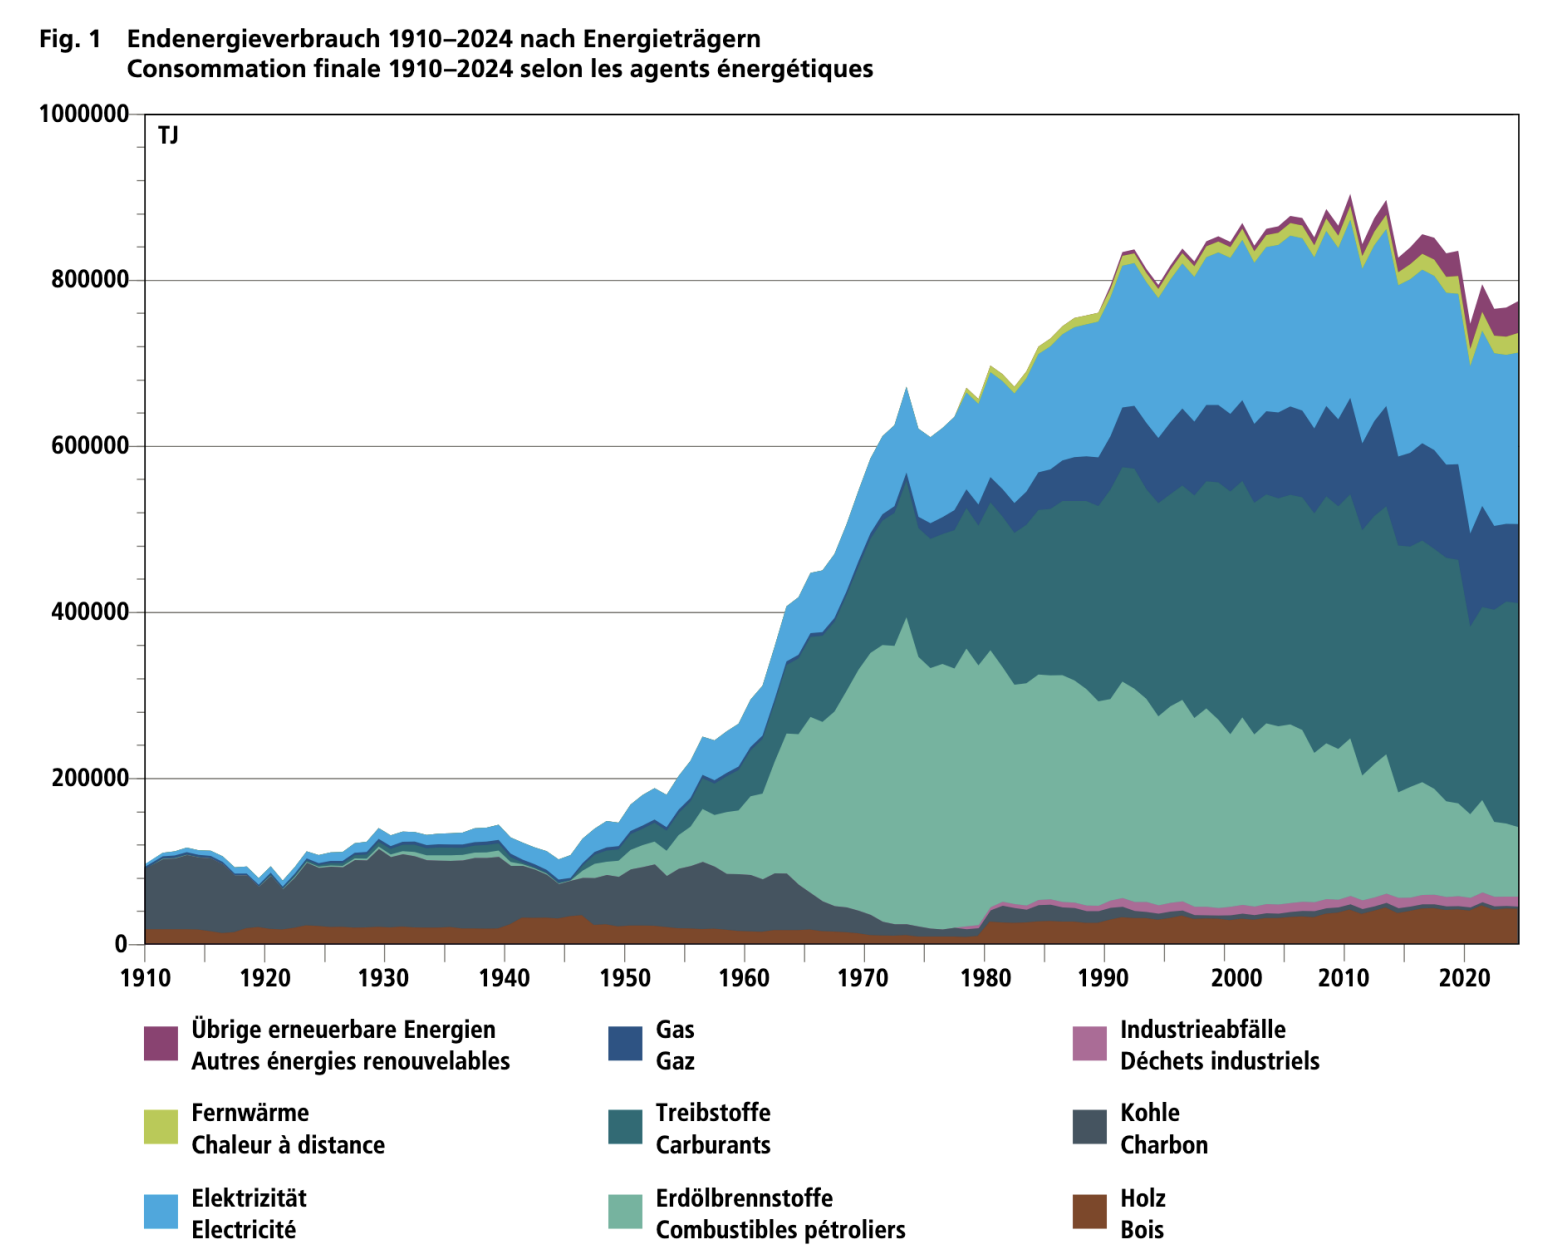 Fig. 1 Endenergieverbrauch 1910–2024 nach Energieträgern
Consommation finale 1910–2024 selon les agents énergétiques
TJ
1000000
800000
600000
400000
200000
0
1910 1920 1930 1940 1950 1960 1970 1980 1990 2000 2010 2020
Übrige erneuerbare Energien
Autres énergies renouvelables
Gas
Gaz
Industrieabfälle
Déchets industriels
Fernwärme
Chaleur à distance
Treibstoffe
Carburants
Kohle
Charbon
Elektrizität
Electricité
Erdölbrennstoffe
Combustibles pétroliers
Holz
Bois